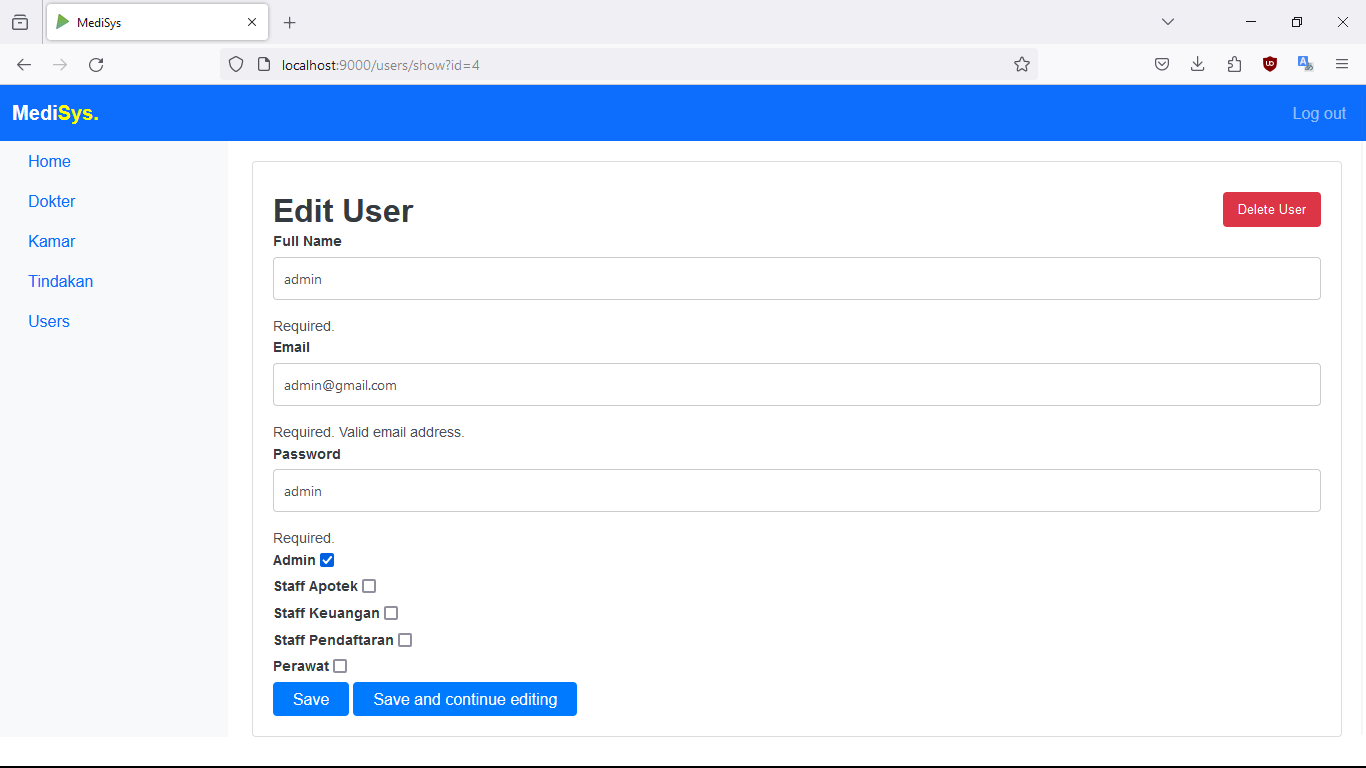 MediSys
localhost:9000/users/show?id=4
MediSys.
Log out
Home
Dokter
Kamar
Tindakan
Users
Edit User
Delete User
Full Name
admin
Required.
Email
admin@gmail.com
Required. Valid email address.
Password
admin
Required.
Admin
Staff Apotek
Staff Keuangan
Staff Pendaftaran
Perawat
Save
Save and continue editing